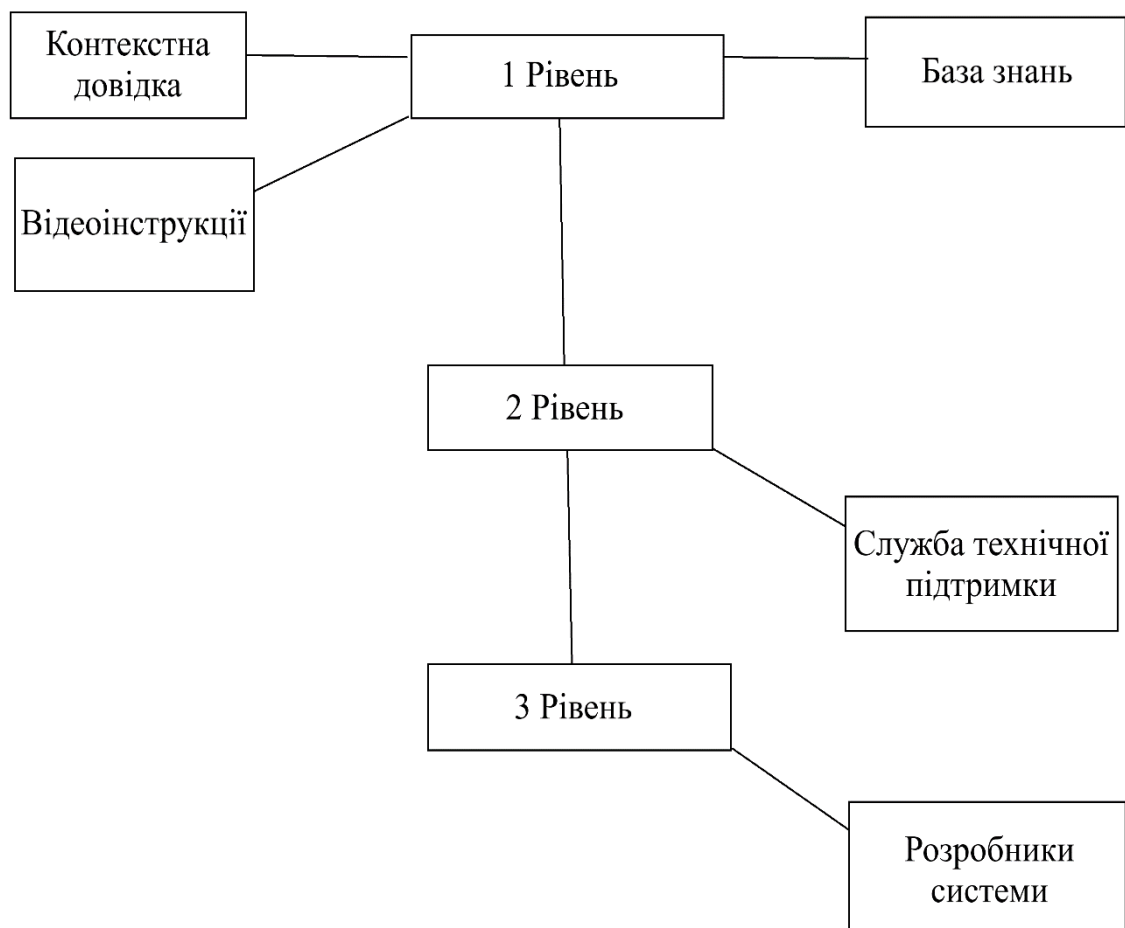 Контекстна
довідка
1 Рівень
База знань
Відеоінструкції
2 Рівень
Служба технічної
підтримки
3 Рівень
Розробники
системи